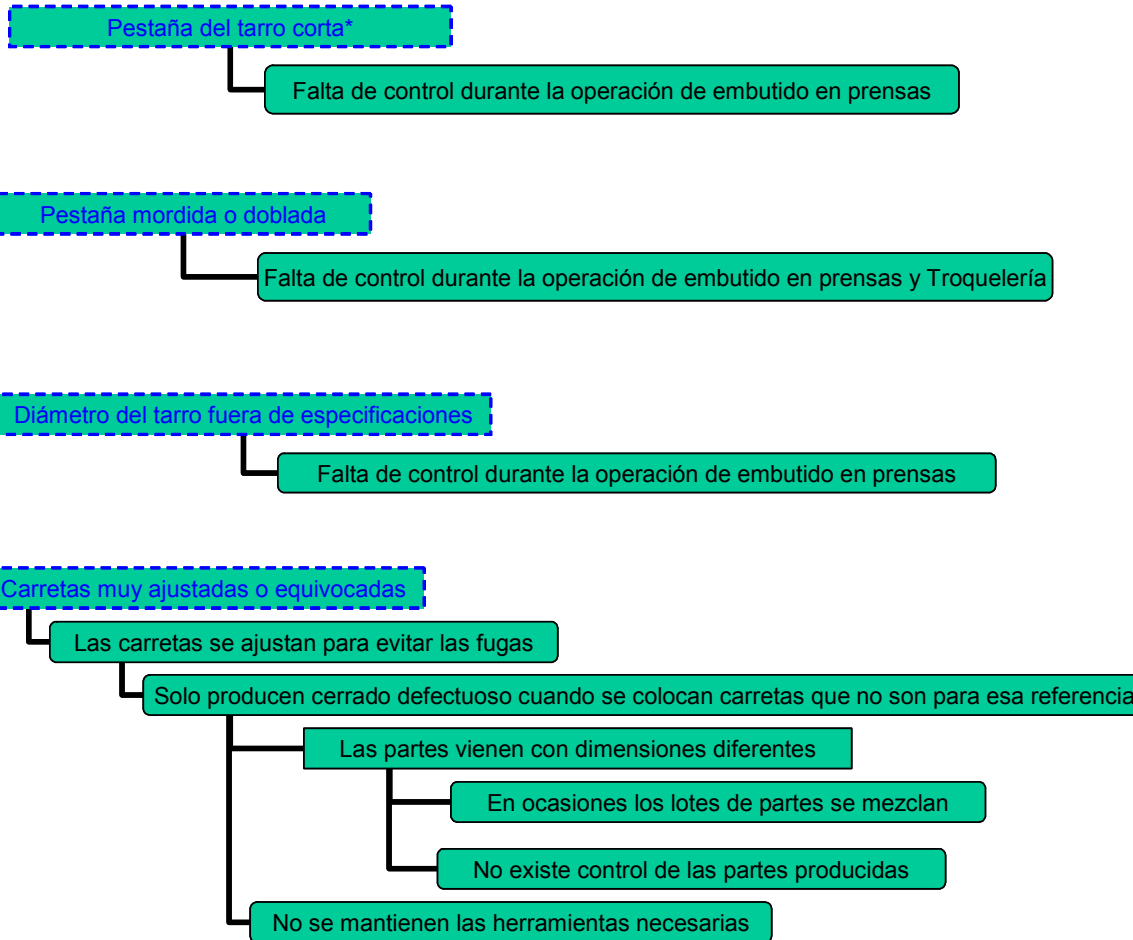 Pestaña del tarro corta*
Falta de control durante la operación de embutido en prensas
Pestaña mordida o doblada
Falta de control durante la operación de embutido en prensas y Troquelería
Diámetro del tarro fuera de especificaciones
Falta de control durante la operación de embutido en prensas
Carretas muy ajustadas o equivocadas
Las carretas se ajustan para evitar las fugas
Solo producen cerrado defectuoso cuando se colocan carretas que no son para esa referencia
Las partes vienen con dimensiones diferentes
En ocasiones los lotes de partes se mezclan
No existe control de las partes producidas
No se mantienen las herramientas necesarias